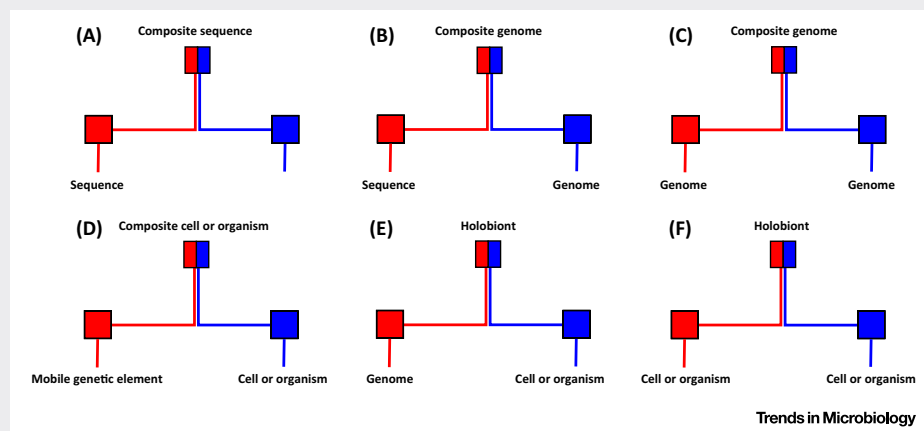 (A) Composite sequence
Sequence
(B) Composite genome
Sequence Genome
(C) Composite genome
Genome Genome
(D) Composite cell or organism
Mobile genetic element Cell or organism
(E) Holobiont
Genome Cell or organism
(F) Holobiont
Cell or organism Cell or organism
Trends in Microbiology